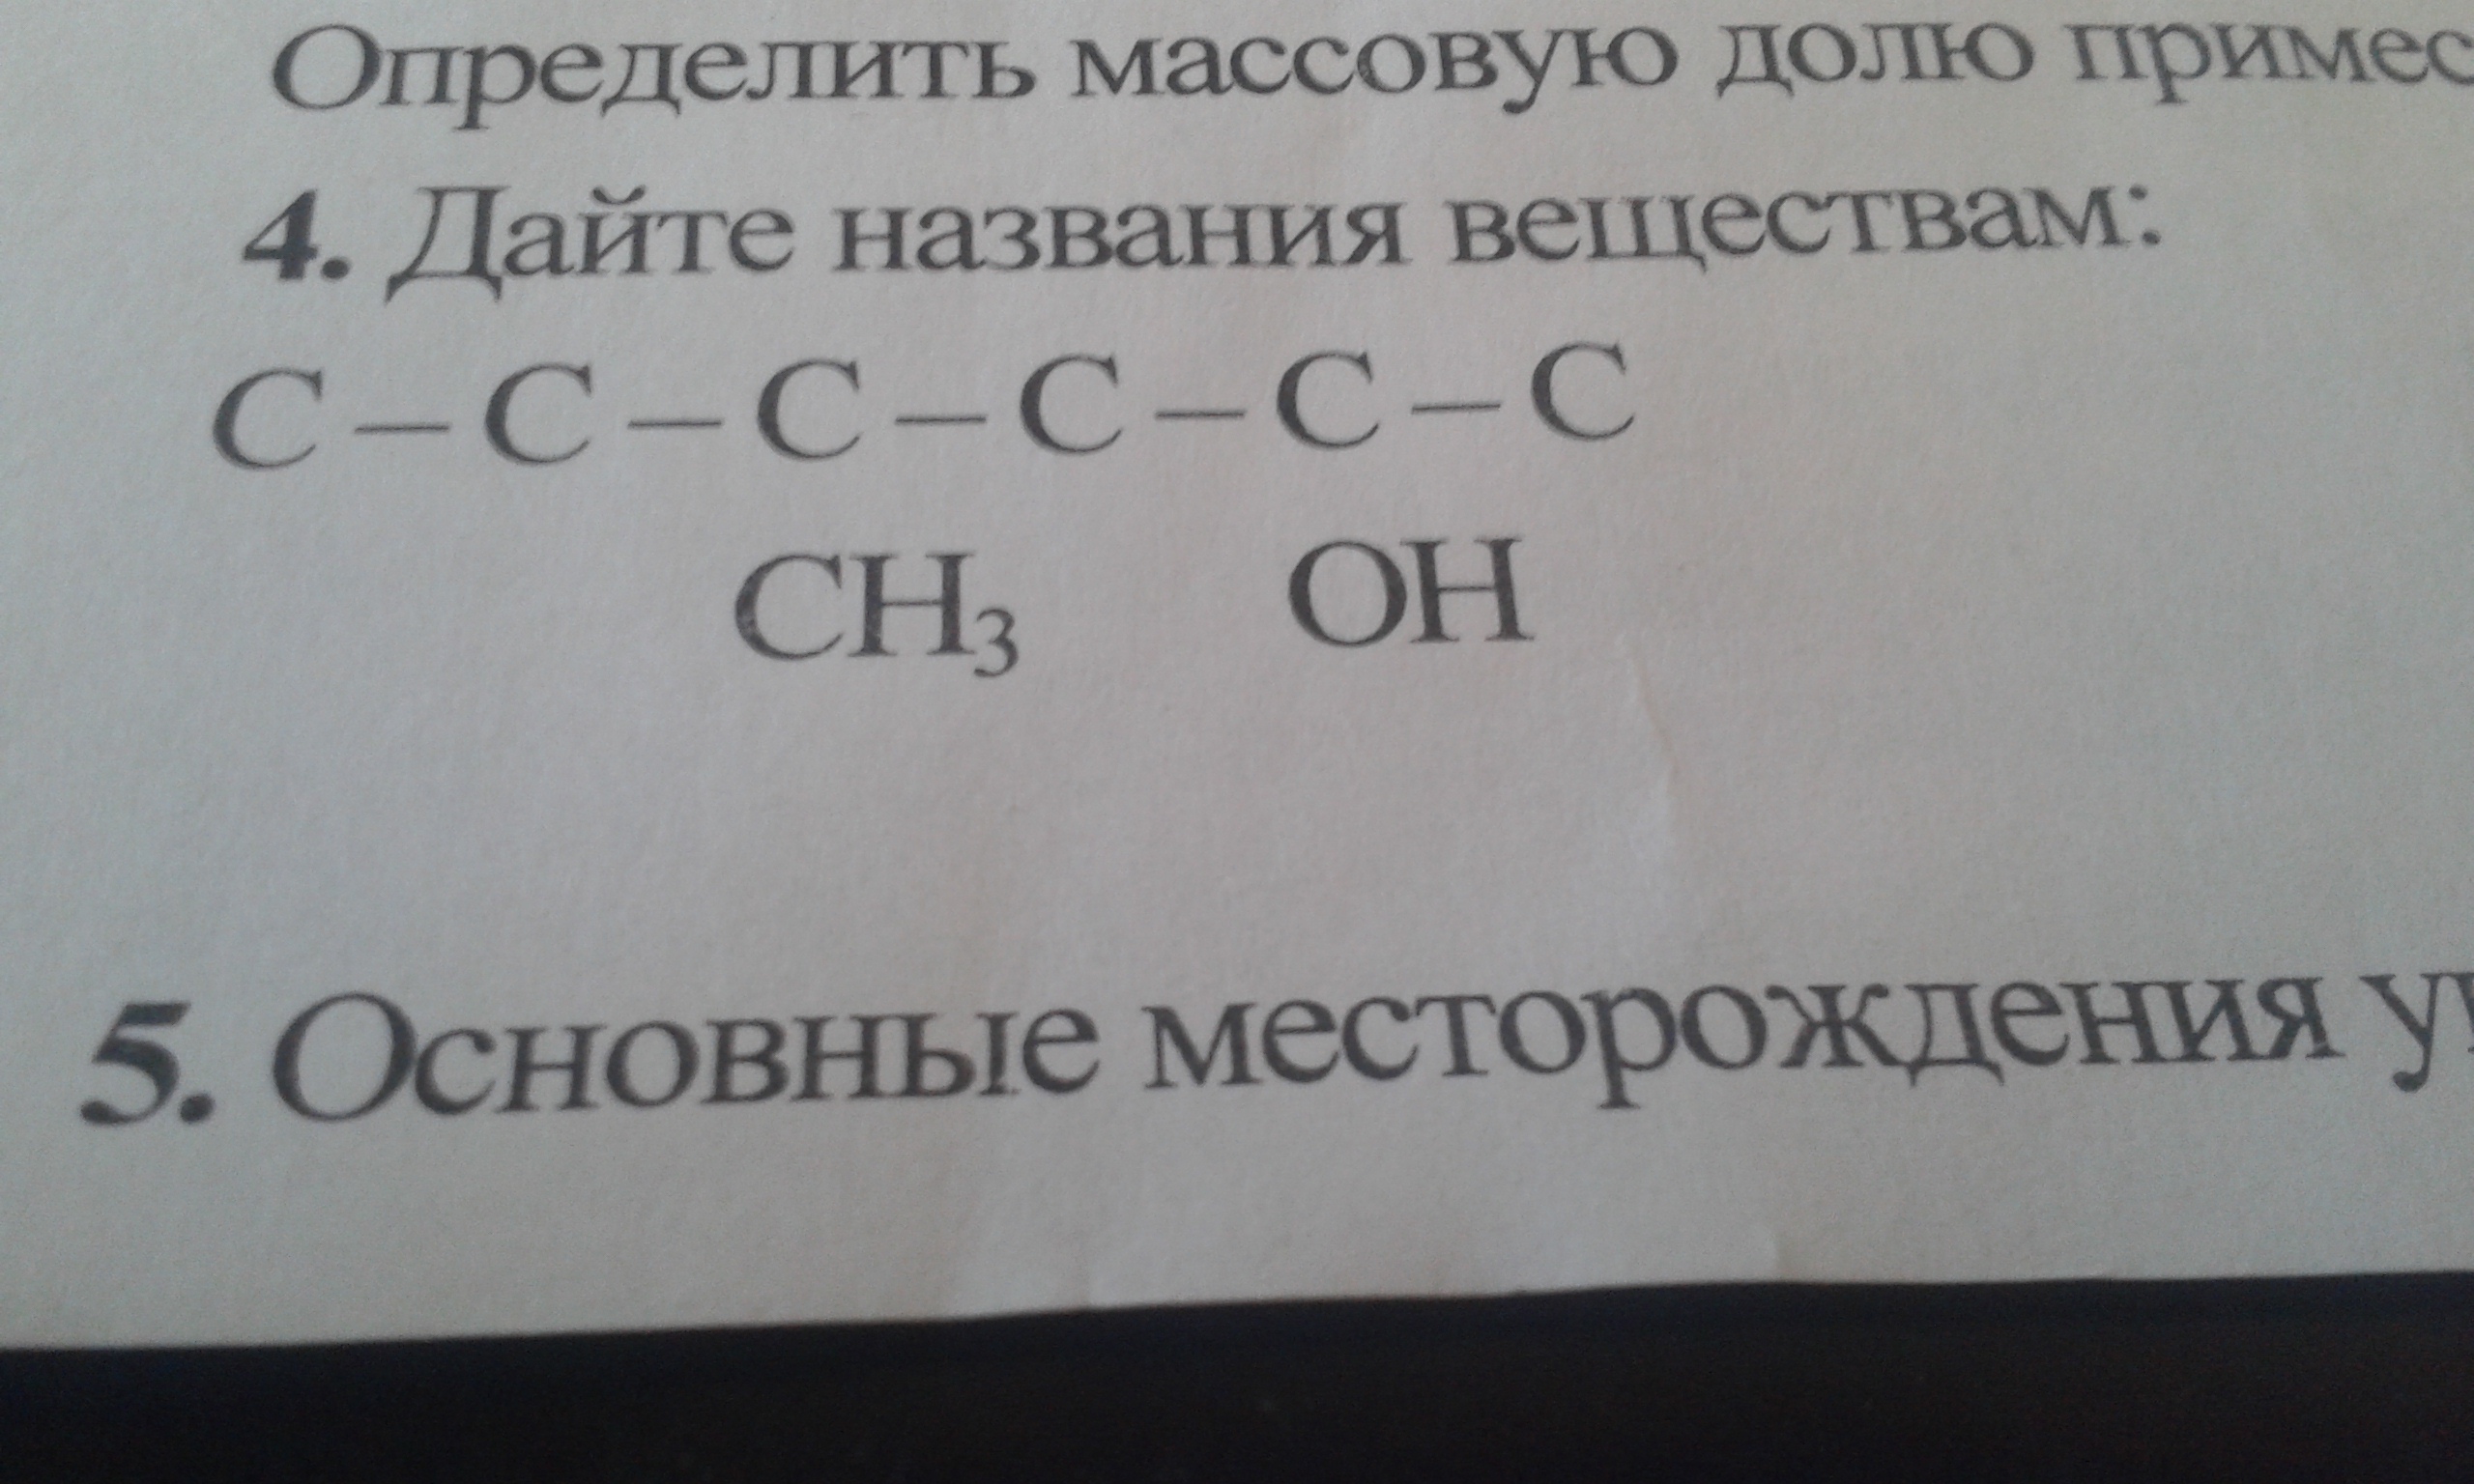 Определить массовую долю
4. Дайте названия веществам:
C – C – C – C – C – C
CH₃ OH
5. Основные месторождения